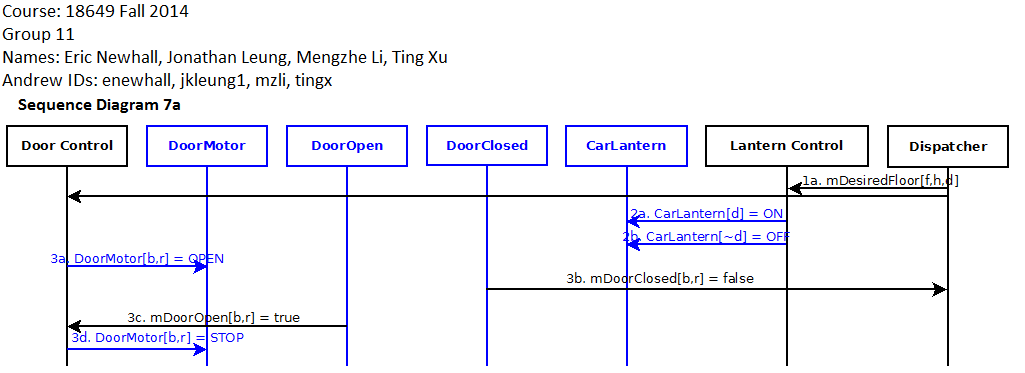 Course: 18649 Fall 2014
Group 11
Names: Eric Newhall, Jonathan Leung, Mengzhe Li, Ting Xu
Andrew IDs: enewhall, jkleung1, mzli, tingx
Sequence Diagram 7a
Door Control DoorMotor DoorOpen DoorClosed CarLantern Lantern Control Dispatcher
1a. mDesiredFloor[f,h,d]
2a. CarLantern[d] = ON
2b. CarLantern[~d] = OFF
3a. DoorMotor[b,r] = OPEN
3b. mDoorClosed[b,r] = false
3c. mDoorOpen[b,r] = true
3d. DoorMotor[b,r] = STOP